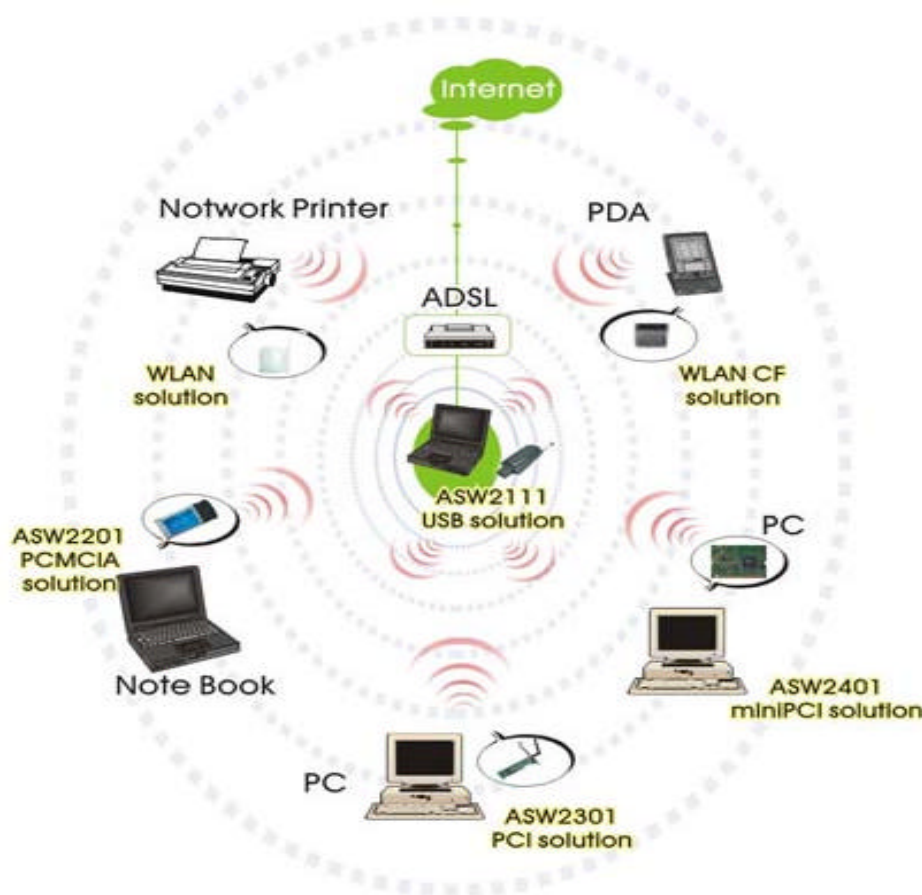 Internet
Notwork Printer
PDA
ADSL
WLAN
solution
WLAN CF
solution
ASW2111
USB solution
ASW2201
PCMCIA
solution
PC
Note Book
ASW2401
miniPCI solution
PC
ASW2301
PCI solution